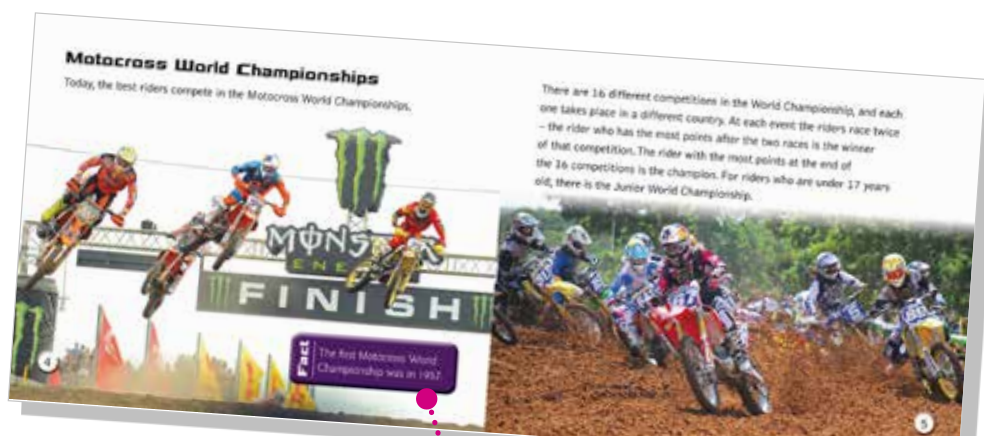 Motocross World Championships
Today, the best riders compete in the Motocross World Championships.
MONS
ENE
FINISH
Fact
The first Motocross World
Championship was in 1957.
4
There are 16 different competitions in the World Championship, and each
one takes place in a different country. At each event the riders race twice
– the rider who has the most points after the two races is the winner
of that competition. The rider with the most points at the end of
the 16 competitions is the champion. For riders who are under 17 years
old, there is the Junior World Championship.
5